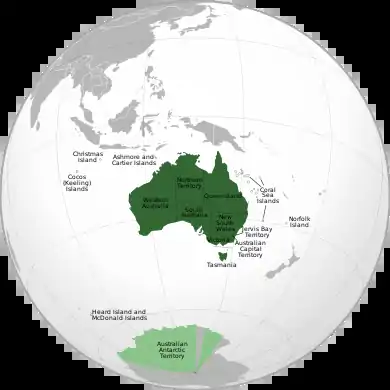 Christmas
Island
Ashmore and
Cartier Islands
Cocos
(Keeling)
Islands
Northern
Territory
Western
Australia
Queensland
South
Australia
New
South
Wales
Victoria
Coral
Sea
Islands
Norfolk
Island
Jervis Bay
Territory
Australian
Capital
Territory
Tasmania
Heard Island and
McDonald Islands
Australian
Antarctic
Territory